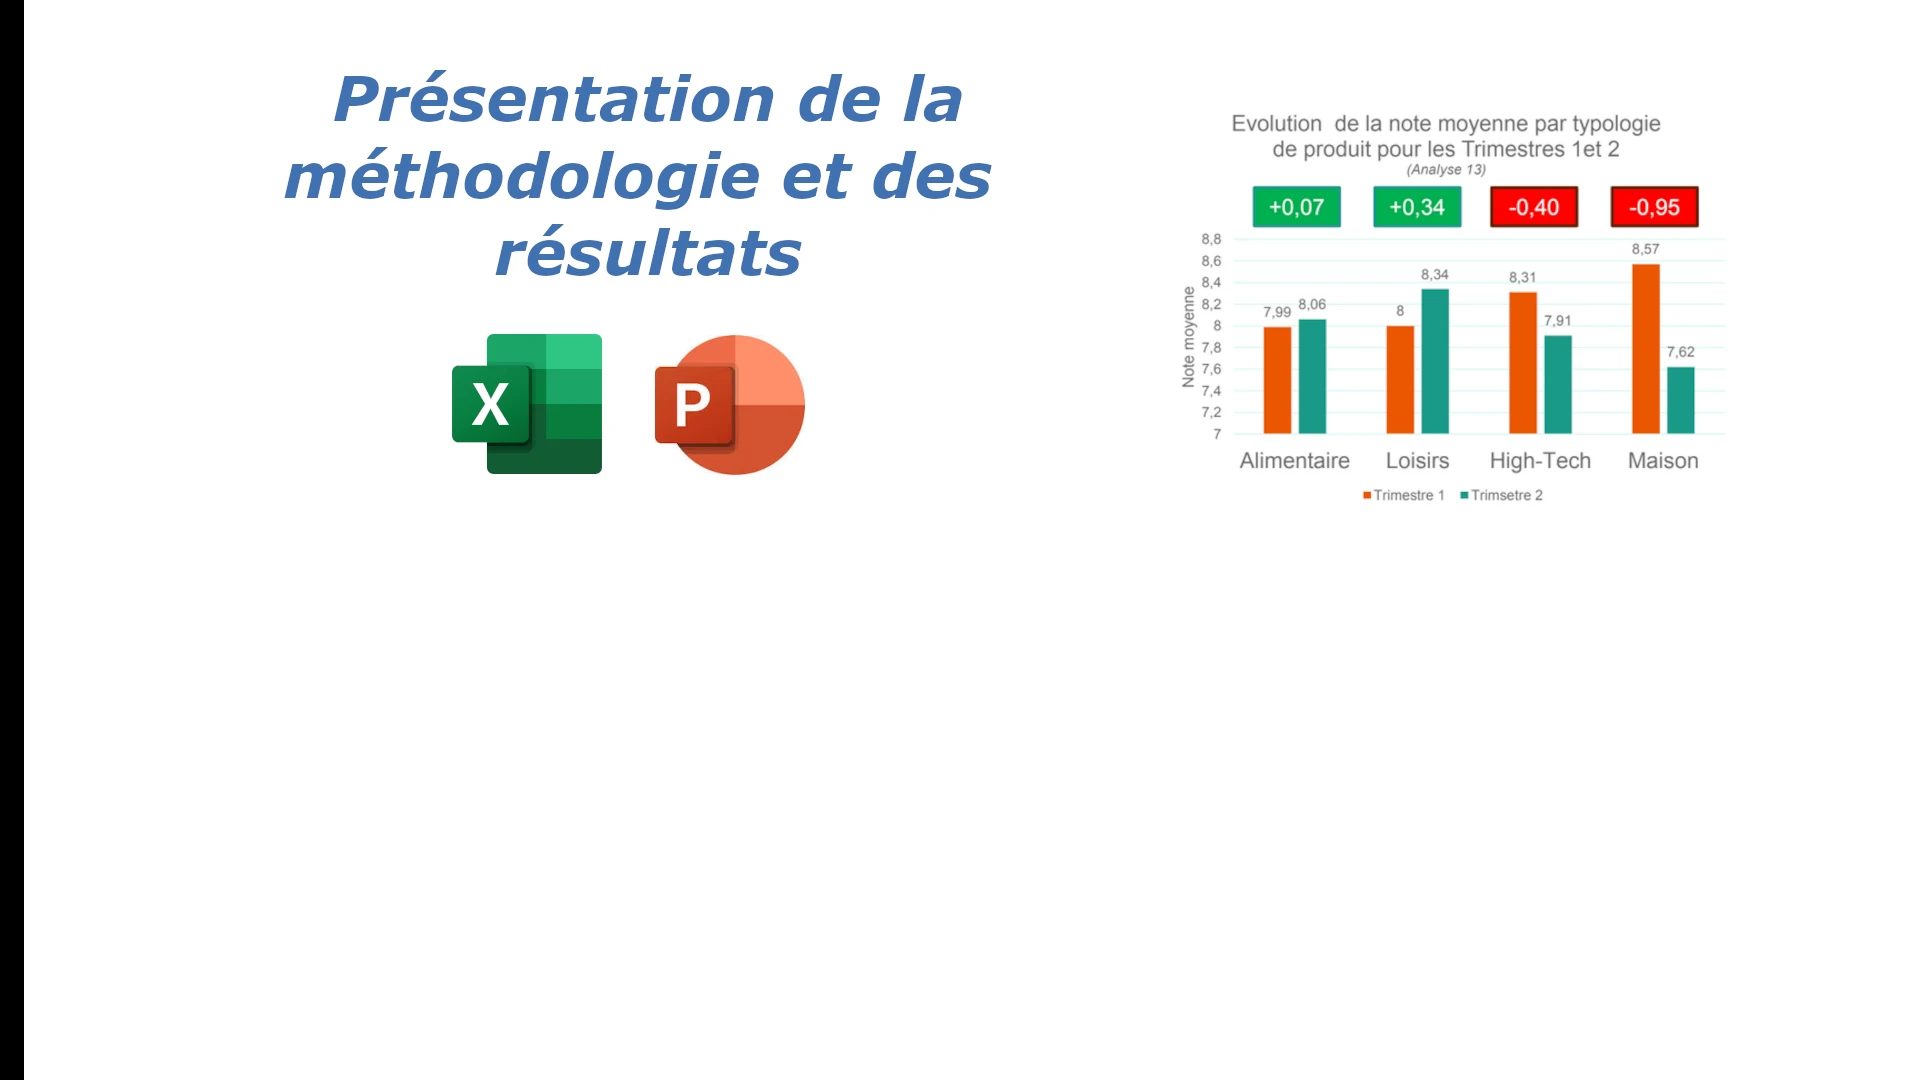 Présentation de la
méthodologie et des
résultats
X
P
Evolution  de la note moyenne par typologie
de produit pour les Trimestres 1et 2
(Analyse 13)
+0,07
+0,34
-0,40
-0,95
Note moyenne
8,8
8,6
8,4
8,2
8
7,8
7,6
7,4
7,2
7
7,99
8,06
8
8,34
8,31
7,91
8,57
7,62
Alimentaire
Loisirs
High-Tech
Maison
Trimestre 1
Trimsetre 2